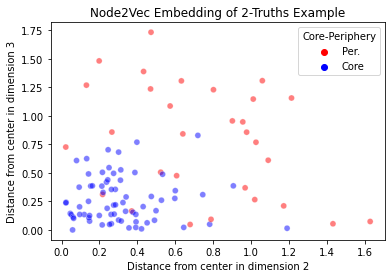 Node2Vec Embedding of 2-Truths Example
Core-Periphery
Per.
Core
Distance from center in dimension 3
1.75
1.50
1.25
1.00
0.75
0.50
0.25
0.00
0.0 0.2 0.4 0.6 0.8 1.0 1.2 1.4 1.6
Distance from center in dimension 2